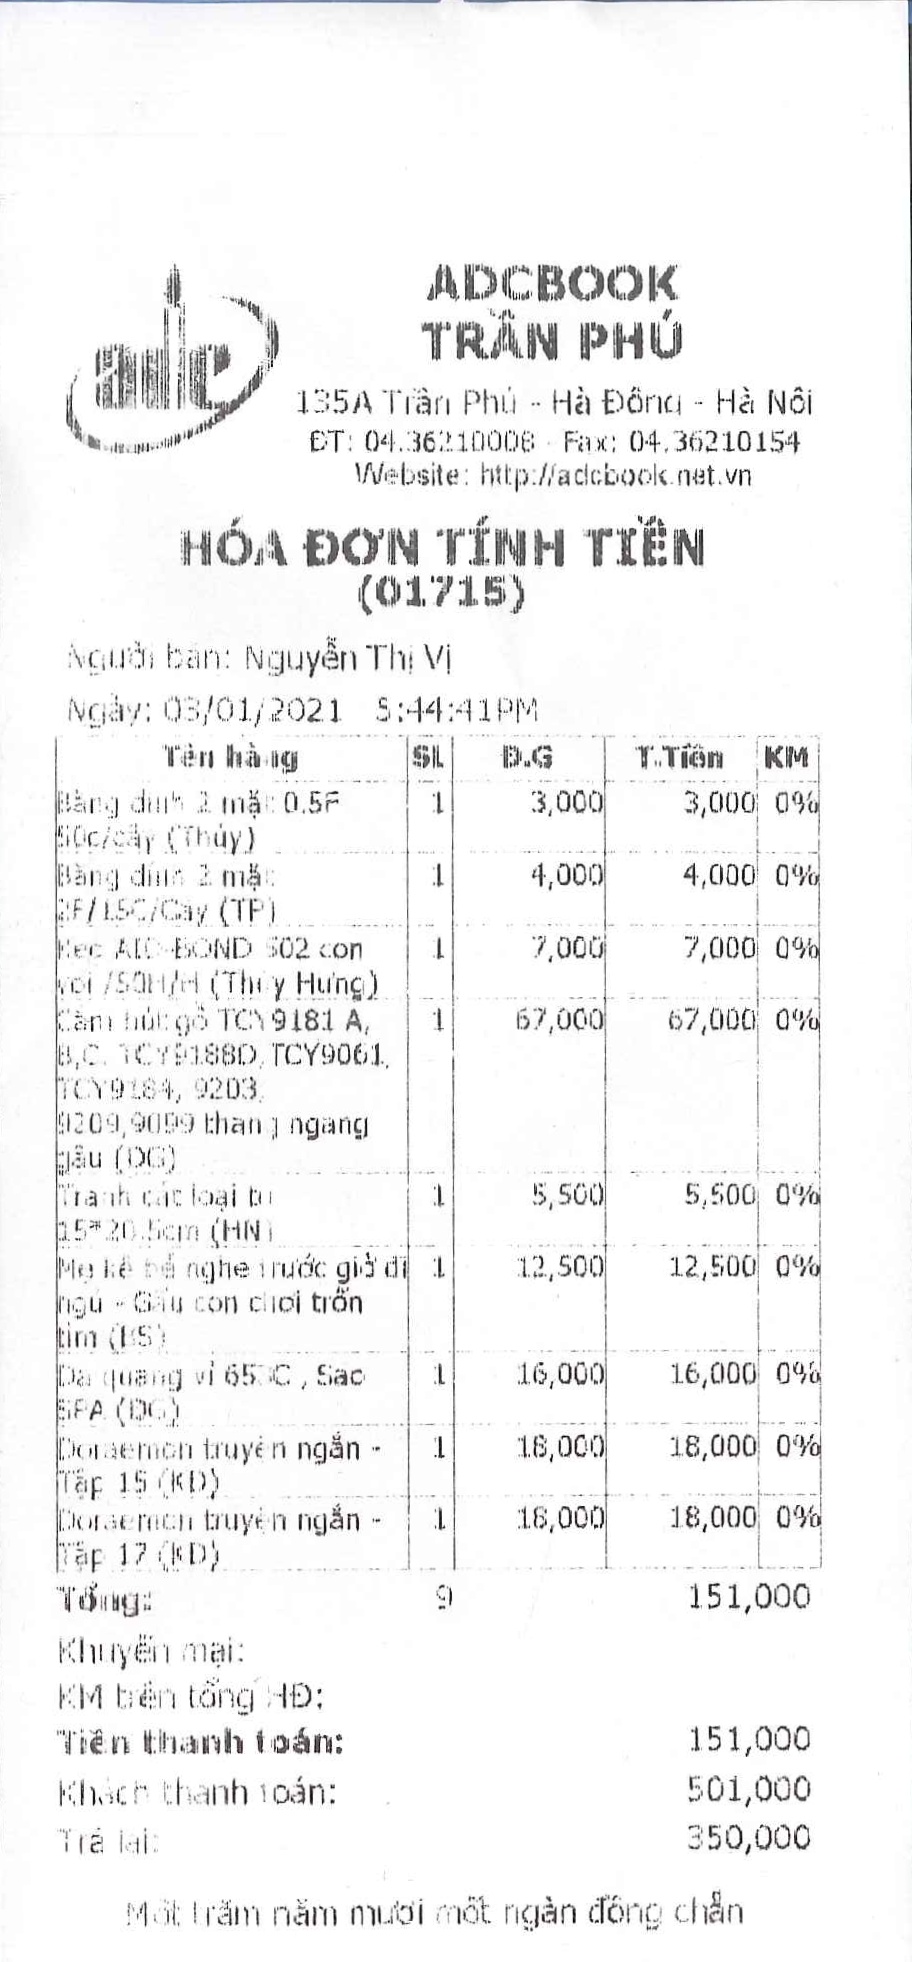 adc
ADCBOOK
TRẦN PHÚ
135A Trần Phú - Hà Đông - Hà Nội
ĐT: 04.36210008 - Fax: 04.36210154
Website: http://adcbook.net.vn
HÓA ĐƠN TÍNH TIỀN
(01715)
Người bán: Nguyễn Thị Vị
Ngày: 03/01/2021 5:44:41PM
Tên hàng SL Đ.G T.Tiền KM
Băng dính 2 mặt 0.5F 1 3,000 3,000 0%
50c/cây (Thúy)
Băng dính 2 mặt 1 4,000 4,000 0%
2F/15C/Cây (TP)
Keo AIC-BOND 502 con 1 7,000 7,000 0%
voi /50H/H (Thúy Hưng)
Cắm bút gỗ TCY9181 A, 1 67,000 67,000 0%
B,C, TCY9188D, TCY9061,
TCY9184, 9203,
9209,9099 thang ngang
gấu (DG)
Tranh cát loại 1 5,500 5,500 0%
15*20.5cm (HN)
Mẹ kể bé nghe trước giờ đi 1 12,500 12,500 0%
ngủ - Gấu con chơi trốn
tìm (BS)
Dạ quang vỉ , Sao 1 16,000 16,000 0%
SPA (DG)
Doraemon truyện ngắn - 1 18,000 18,000 0%
Tập 15 (KD)
Doraemon truyện ngắn - 1 18,000 18,000 0%
Tập 17 (KD)
Tổng: 9 151,000
Khuyến mại:
KM trên tổng HĐ:
Tiền thanh toán: 151,000
Khách thanh toán: 501,000
Trả lại: 350,000
Một trăm năm mươi mốt ngàn đồng chẵn